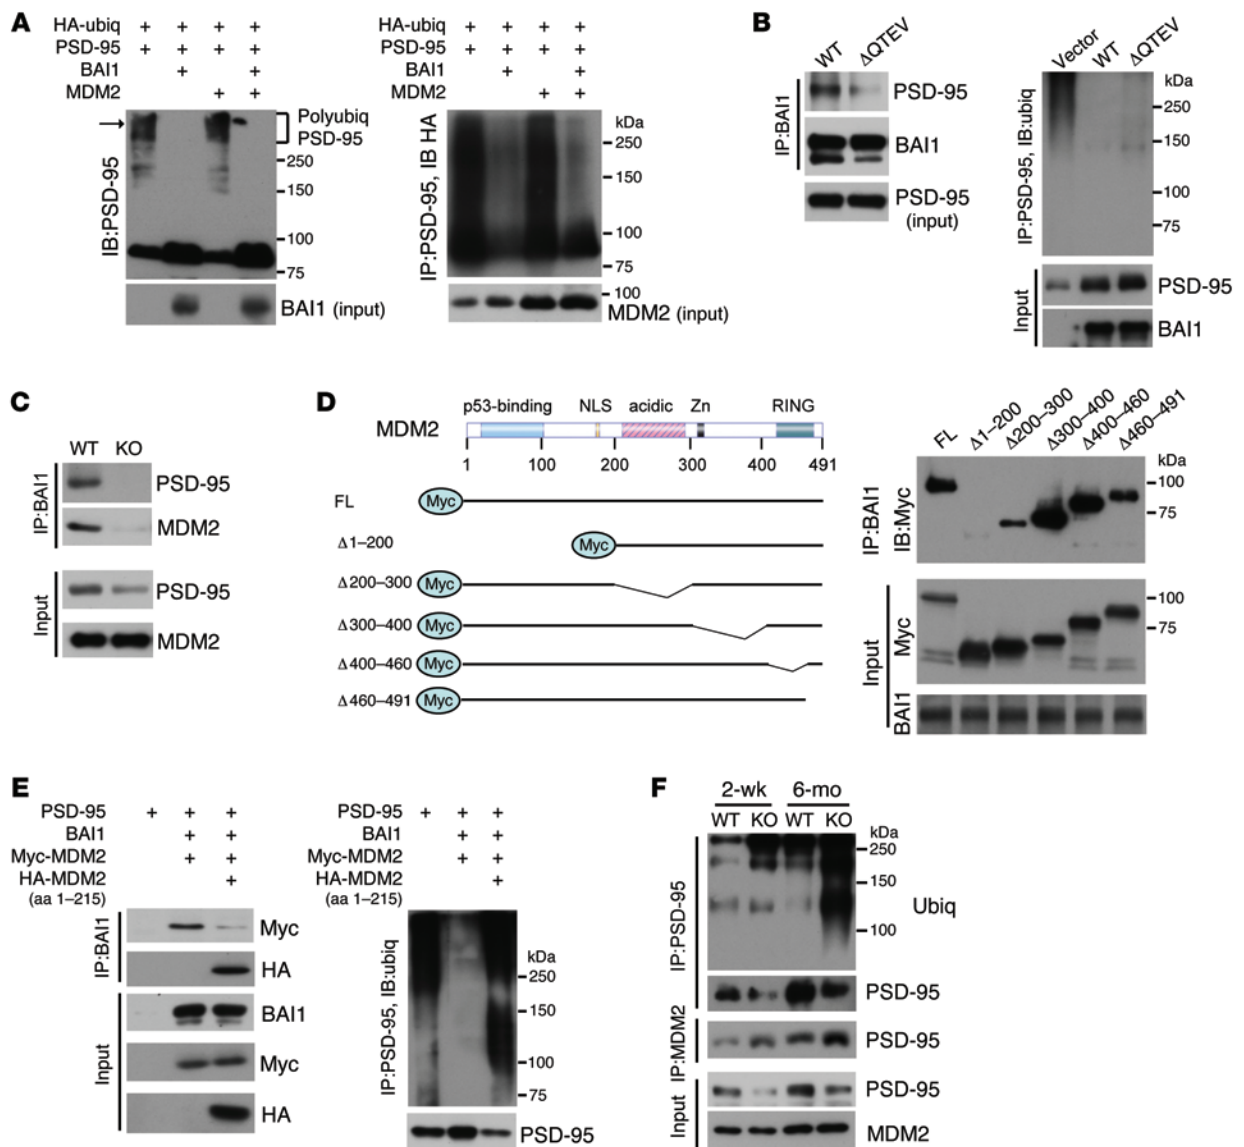 A
HA-ubiq + + + +
PSD-95 + + + +
BAI1 + +
MDM2 + +
IB:PSD-95
Polyubiq
PSD-95
250
150
100
75
BAI1 (input)
HA-ubiq + + + +
PSD-95 + + + +
BAI1 + +
MDM2 + +
IP:PSD-95, IB HA
kDa
250
150
100
75
100
MDM2 (input)
B
WT ΔQTEV
IP:BAI1
PSD-95
BAI1
PSD-95
(input)
Vector WT ΔQTEV
IP:PSD-95, IB:ubiq
kDa
250
150
100
75
Input
PSD-95
BAI1
C
WT KO
IP:BAI1
PSD-95
MDM2
Input
PSD-95
MDM2
D
p53-binding NLS acidic Zn RING
MDM2
1 100 200 300 400 491
FL Myc
Δ1–200 Myc
Δ200–300 Myc
Δ300–400 Myc
Δ400–460 Myc
Δ460–491 Myc
FL Δ1–200 Δ200–300 Δ300–400 Δ400–460 Δ460–491
IP:BAI1
IB:Myc
kDa
100
75
Input
Myc
100
75
BAI1
E
PSD-95 + + +
BAI1 + +
Myc-MDM2 + +
HA-MDM2 +
(aa 1–215)
IP:BAI1
Myc
HA
Input
BAI1
Myc
HA
PSD-95 + + +
BAI1 + +
Myc-MDM2 + +
HA-MDM2 +
(aa 1–215)
IP:PSD-95, IB:ubiq
kDa
250
150
100
75
PSD-95
F
2-wk 6-mo
WT KO WT KO
IP:PSD-95
kDa
250
150
100
Ubiq
PSD-95
IP:MDM2
PSD-95
Input
PSD-95
MDM2